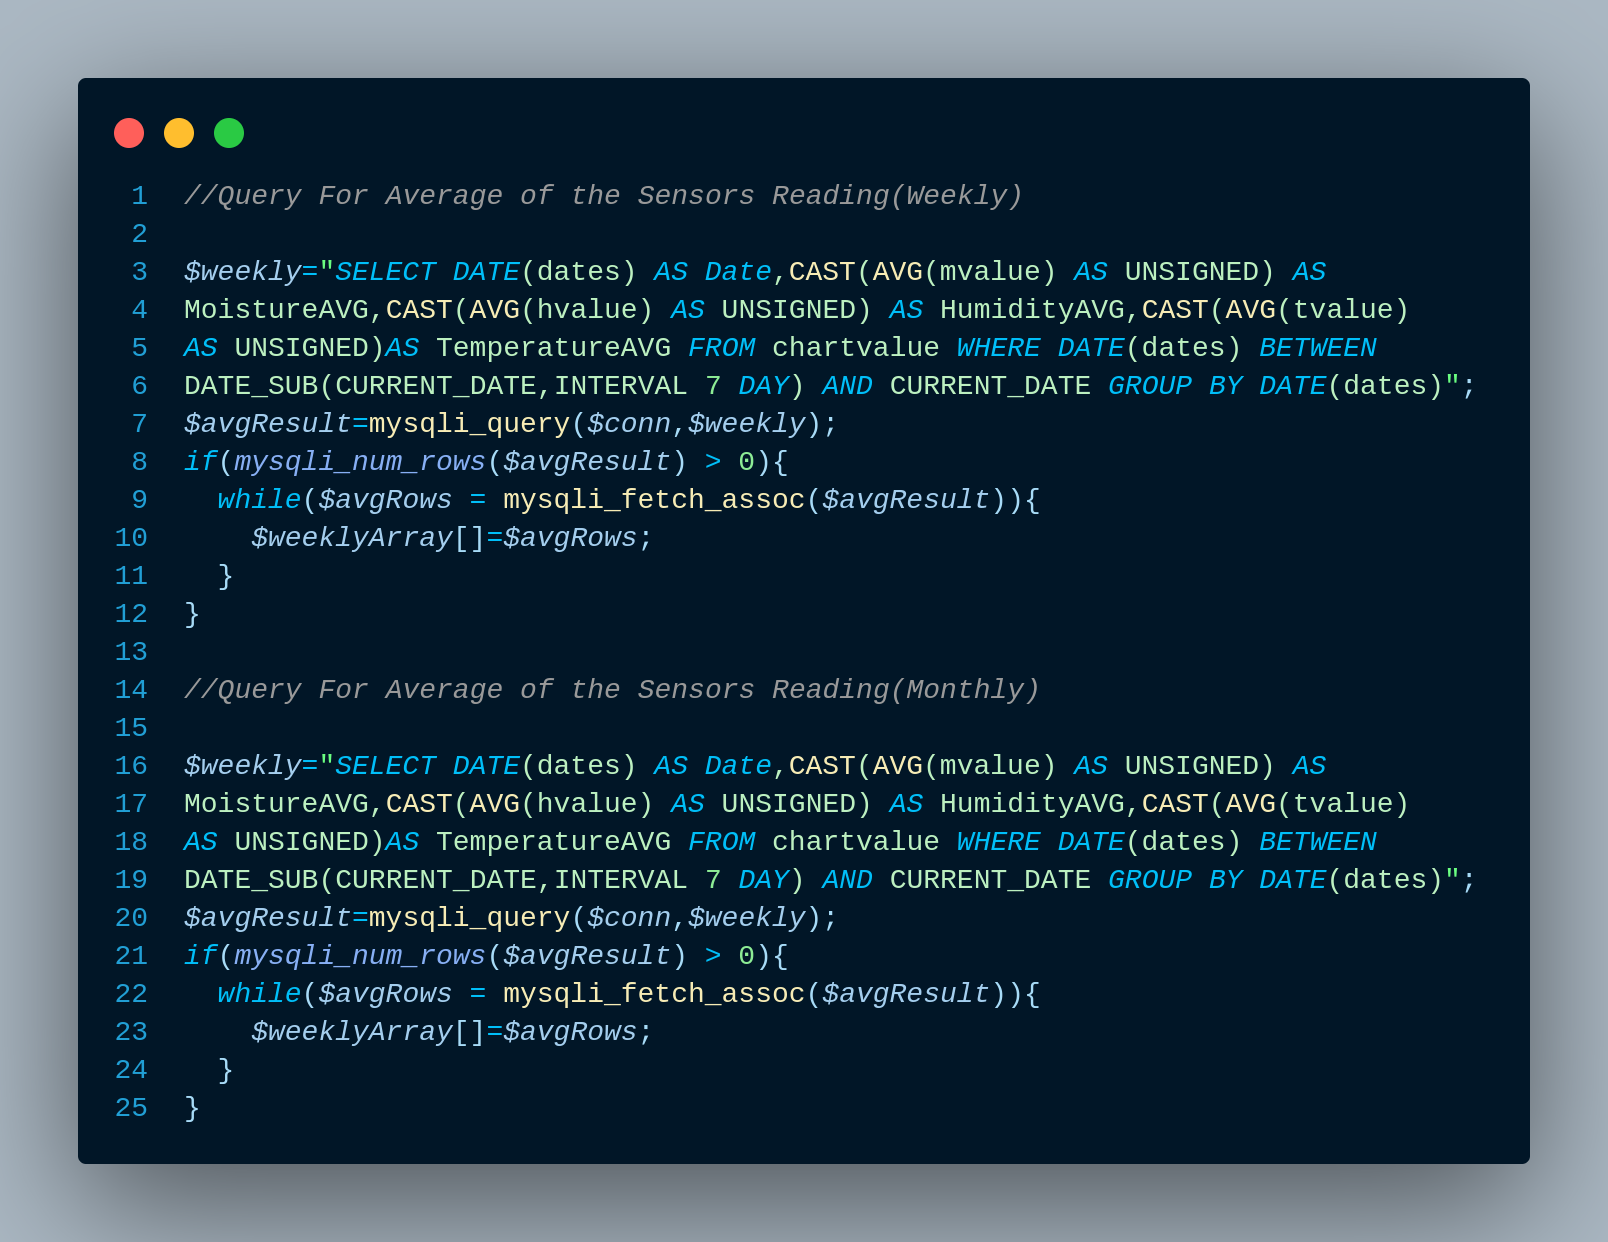 1 //Query For Average of the Sensors Reading(Weekly)
2
3 $weekly="SELECT DATE(dates) AS Date,CAST(AVG(mvalue) AS UNSIGNED) AS
4 MoistureAVG,CAST(AVG(hvalue) AS UNSIGNED) AS HumidityAVG,CAST(AVG(tvalue)
5 AS UNSIGNED)AS TemperatureAVG FROM chartvalue WHERE DATE(dates) BETWEEN
6 DATE_SUB(CURRENT_DATE,INTERVAL 7 DAY) AND CURRENT_DATE GROUP BY DATE(dates)";
7 $avgResult=mysqli_query($conn,$weekly);
8 if(mysqli_num_rows($avgResult) > 0){
9   while($avgRows = mysqli_fetch_assoc($avgResult)){
10     $weeklyArray[]=$avgRows;
11   }
12 }
13
14 //Query For Average of the Sensors Reading(Monthly)
15
16 $weekly="SELECT DATE(dates) AS Date,CAST(AVG(mvalue) AS UNSIGNED) AS
17 MoistureAVG,CAST(AVG(hvalue) AS UNSIGNED) AS HumidityAVG,CAST(AVG(tvalue)
18 AS UNSIGNED)AS TemperatureAVG FROM chartvalue WHERE DATE(dates) BETWEEN
19 DATE_SUB(CURRENT_DATE,INTERVAL 7 DAY) AND CURRENT_DATE GROUP BY DATE(dates)";
20 $avgResult=mysqli_query($conn,$weekly);
21 if(mysqli_num_rows($avgResult) > 0){
22   while($avgRows = mysqli_fetch_assoc($avgResult)){
23     $weeklyArray[]=$avgRows;
24   }
25 }